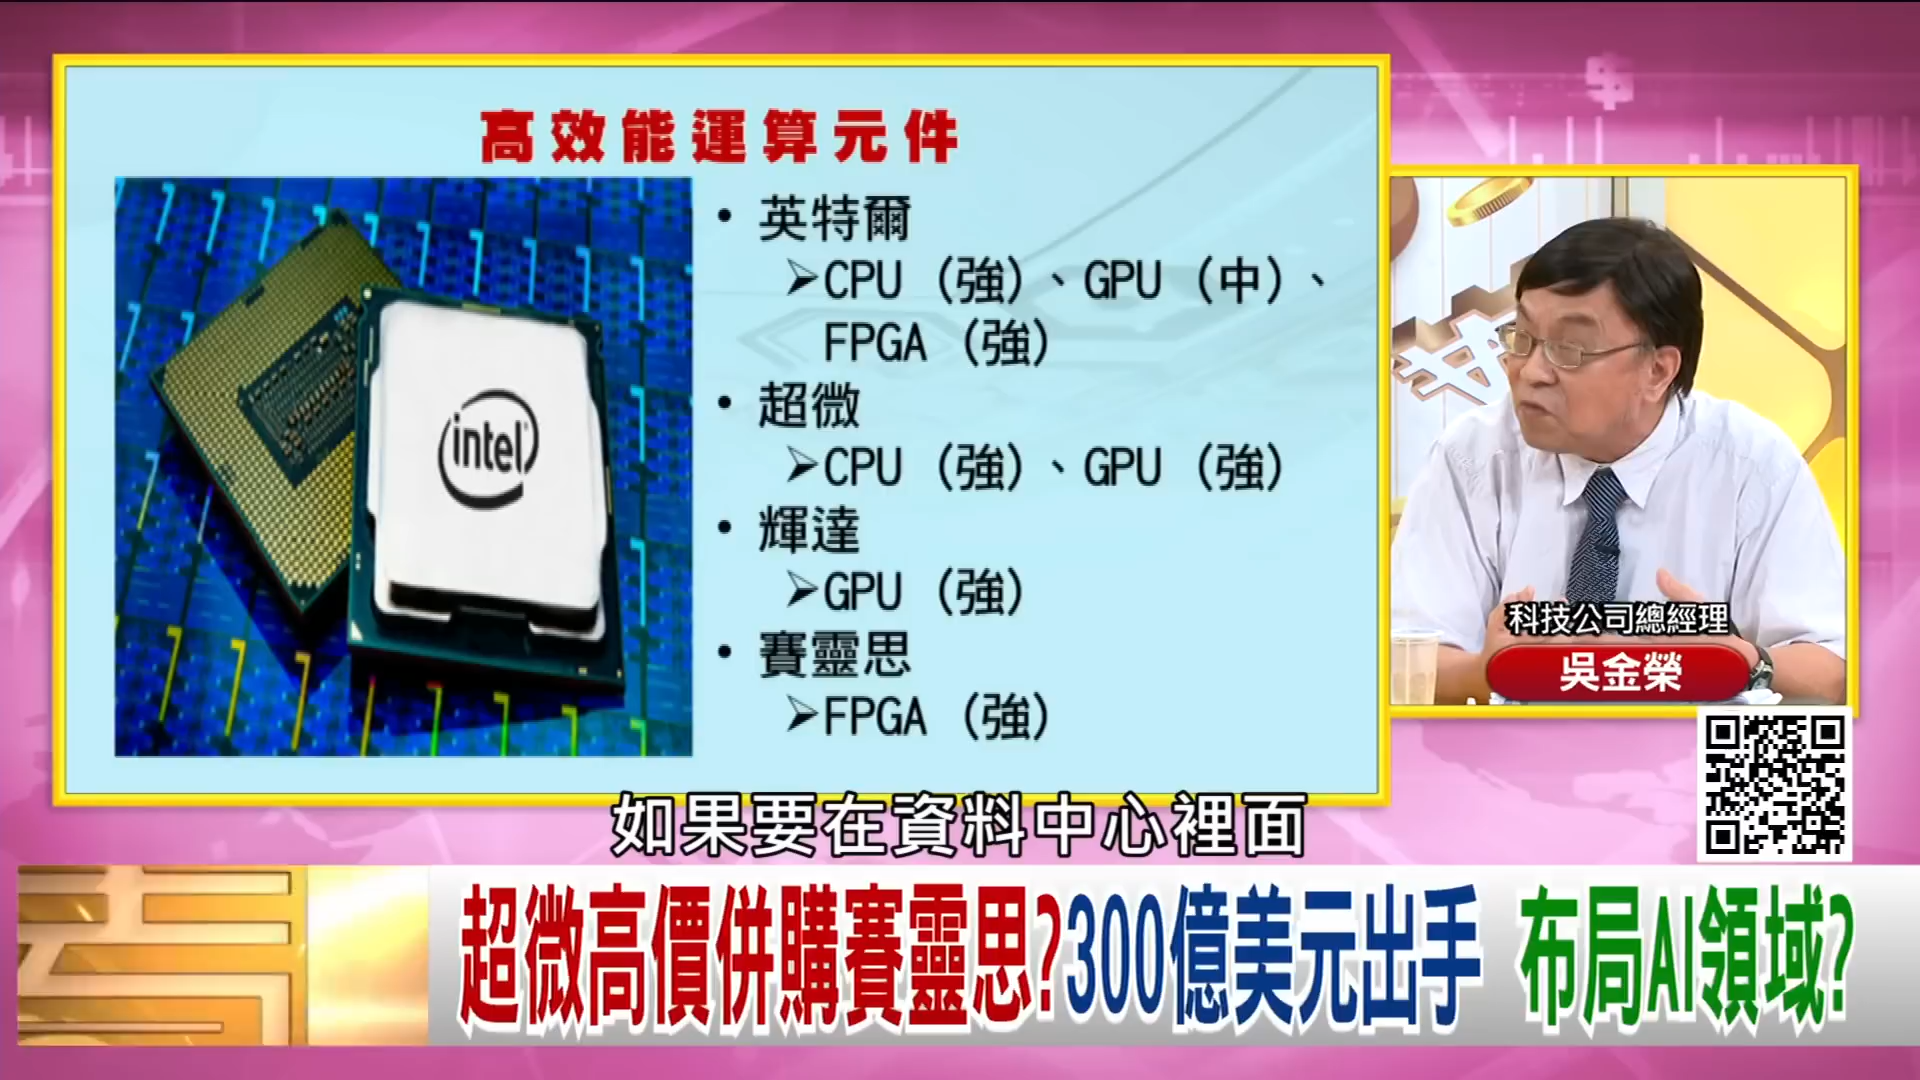 高效能運算元件
• 英特爾
➢CPU（強）、GPU（中）、
FPGA（強）
• 超微
➢CPU（強）、GPU（強）
• 輝達
➢GPU（強）
• 賽靈思
➢FPGA（強）
intel
科技公司總經理
吳金榮
如果要在資料中心裡面
超微高價併購賽靈思?300億美元出手 布局AI領域?